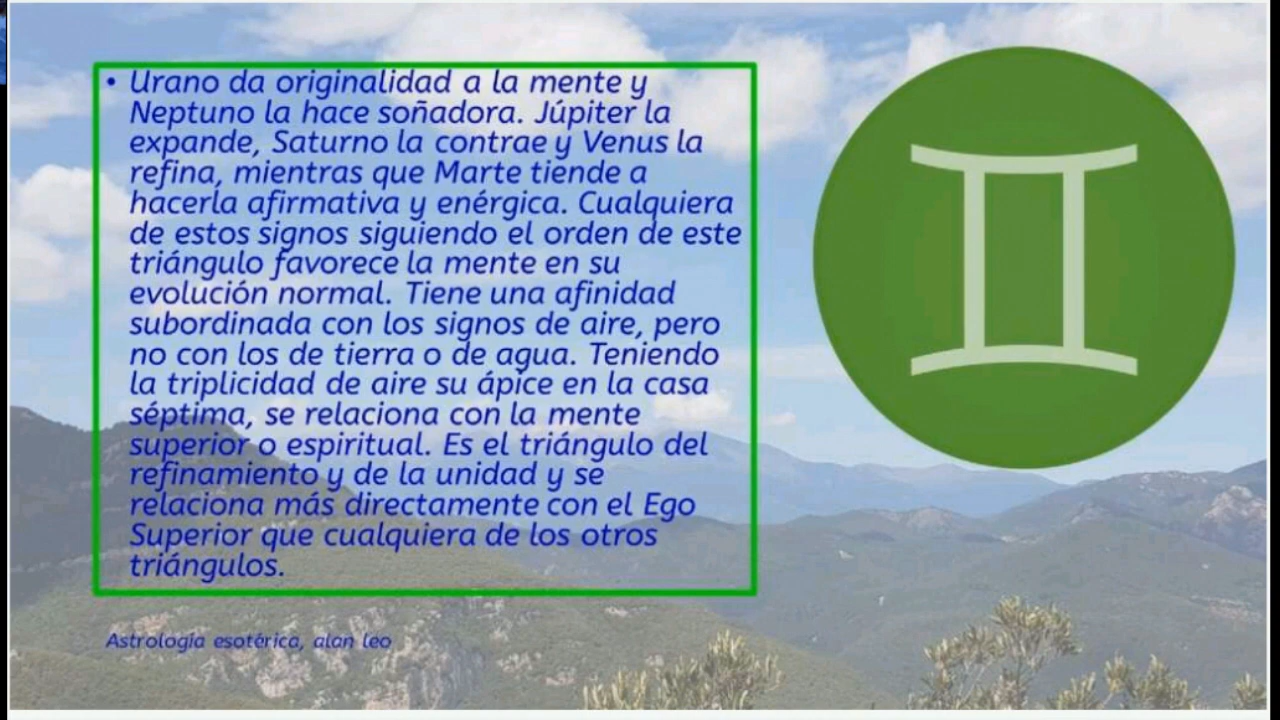 • Urano da originalidad a la mente y
Neptuno la hace soñadora. Júpiter la
expande, Saturno la contrae y Venus la
refina, mientras que Marte tiende a
hacerla afirmativa y enérgica. Cualquiera
de estos signos siguiendo el orden de este
triángulo favorece la mente en su
evolución normal. Tiene una afinidad
subordinada con los signos de aire, pero
no con los de tierra o de agua. Teniendo
la triplicidad de aire su ápice en la casa
séptima, se relaciona con la mente
superior o espiritual. Es el triángulo del
refinamiento y de la unidad y se
relaciona más directamente con el Ego
Superior que cualquiera de los otros
triángulos.
Astrología esotérica, alan leo